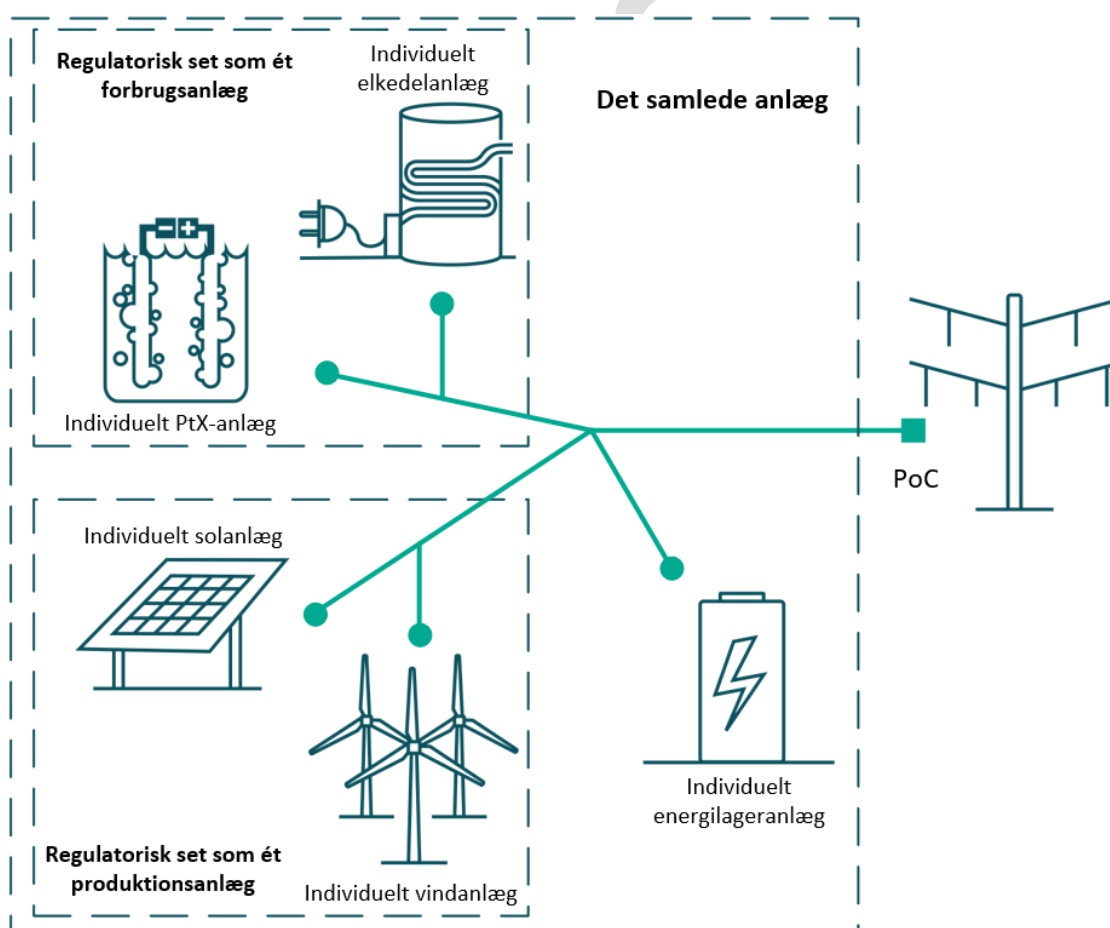 Regulatorisk set som ét
forbrugsanlæg
Individuelt
elkedelanlæg
Det samlede anlæg
Individuelt PtX-anlæg
PoC
Individuelt solanlæg
Individuelt
energilageranlæg
Regulatorisk set som ét
produktionsanlæg
Individuelt vindanlæg